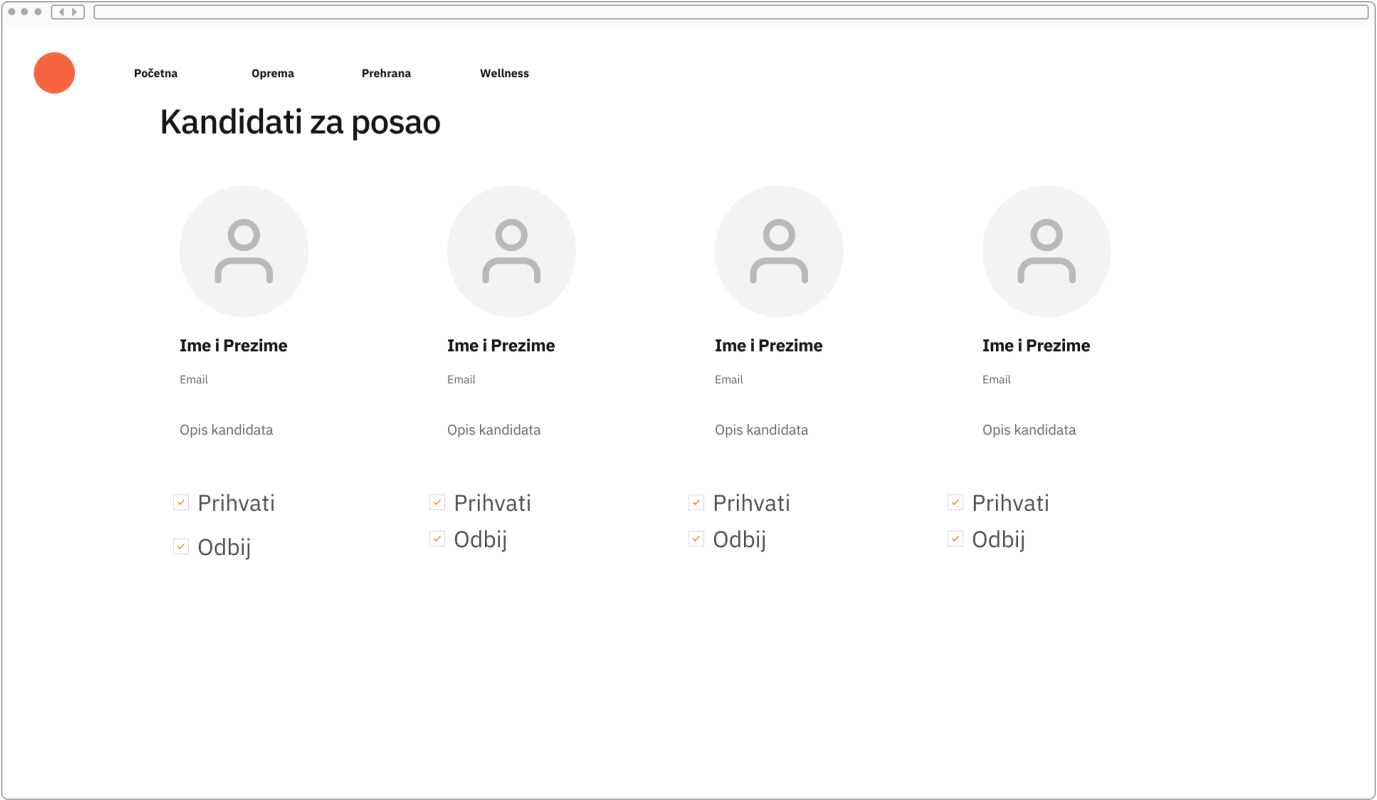 Početna Oprema Prehrana Wellness
Kandidati za posao
Ime i Prezime Ime i Prezime Ime i Prezime Ime i Prezime
Email Email Email Email
Opis kandidata Opis kandidata Opis kandidata Opis kandidata
Prihvati Prihvati Prihvati Prihvati
Odbij Odbij Odbij Odbij